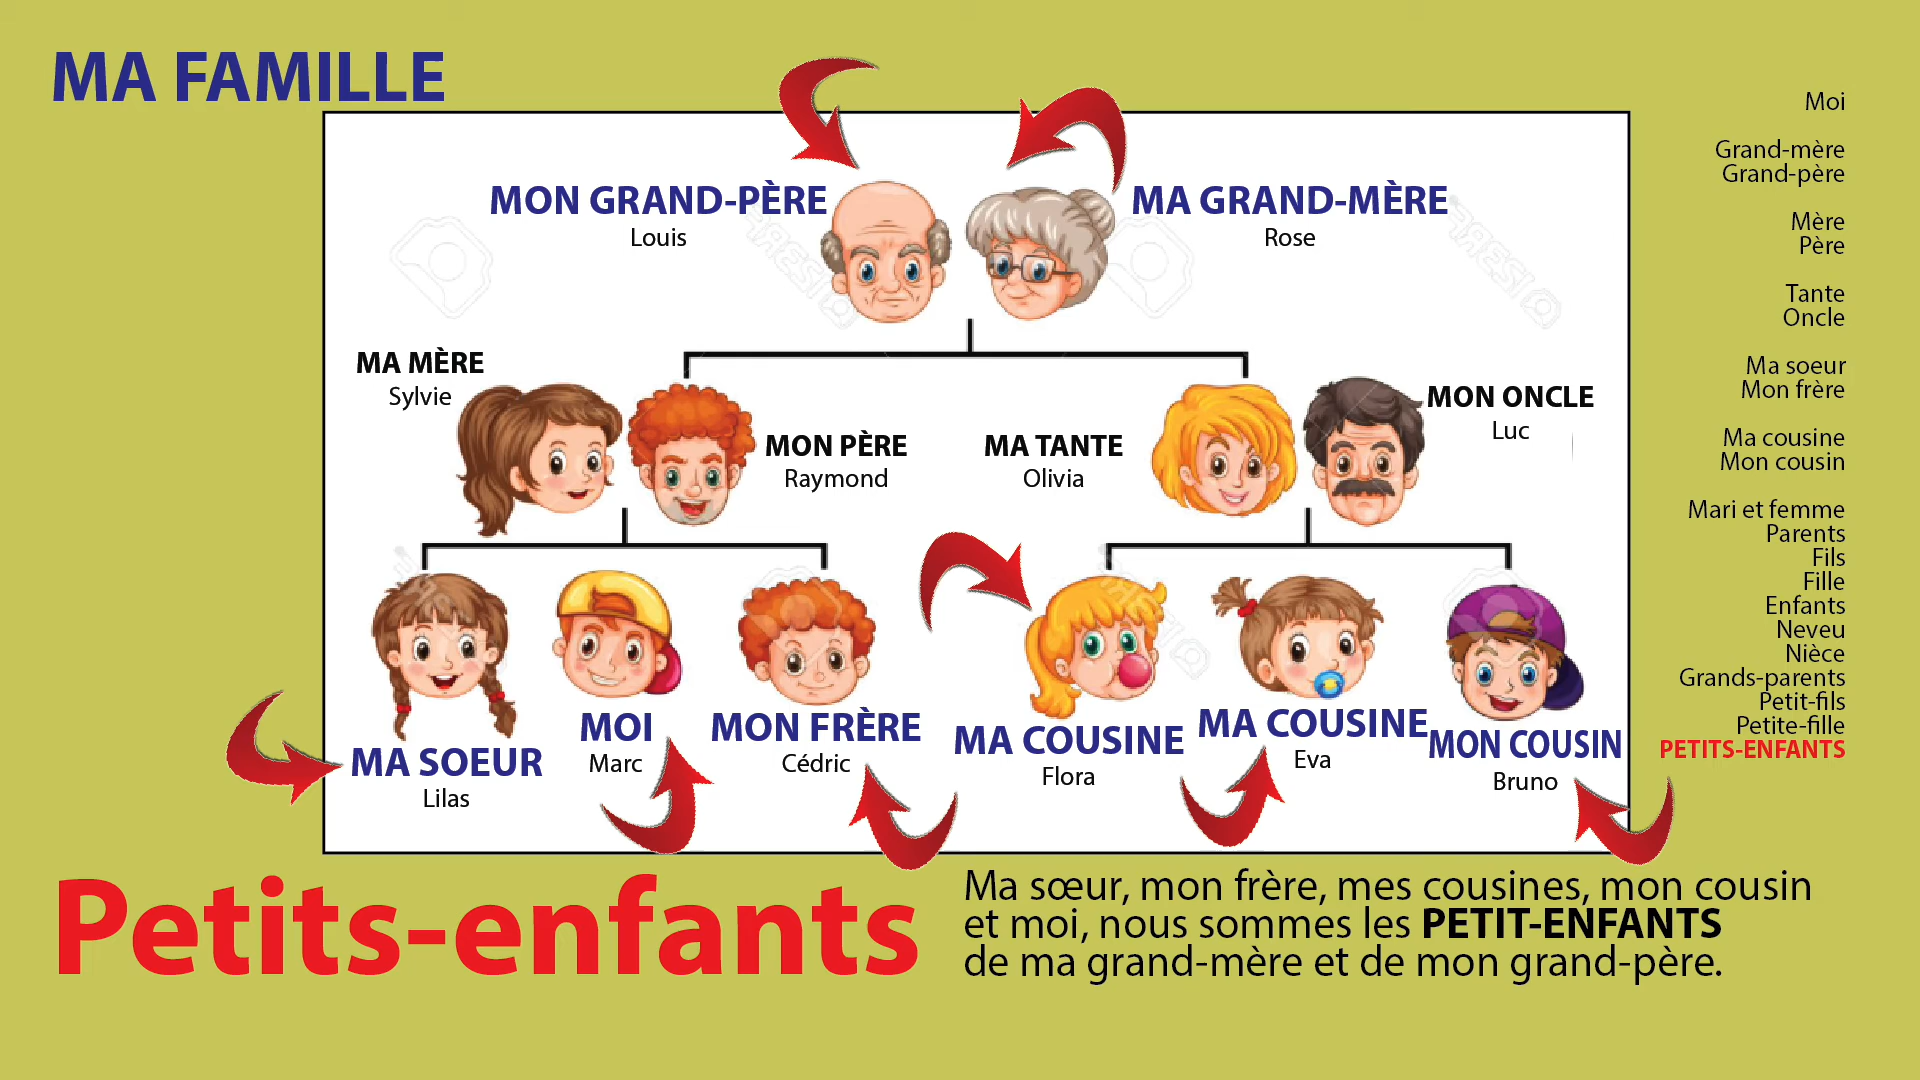 MA FAMILLE
MON GRAND-PÈRE
Louis
MA GRAND-MÈRE
Rose
MA MÈRE
Sylvie
MON PÈRE
Raymond
MA TANTE
Olivia
MON ONCLE
Luc
MA SOEUR
Lilas
MOI
Marc
MON FRÈRE
Cédric
MA COUSINE
Flora
MA COUSINE
Eva
MON COUSIN
Bruno
Moi
Grand-mère
Grand-père
Mère
Père
Tante
Oncle
Ma soeur
Mon frère
Ma cousine
Mon cousin
Mari et femme
Parents
Fils
Fille
Enfants
Neveu
Nièce
Grands-parents
Petit-fils
Petite-fille
PETITS-ENFANTS
Petits-enfants
Ma sœur, mon frère, mes cousines, mon cousin
et moi, nous sommes les PETIT-ENFANTS
de ma grand-mère et de mon grand-père.